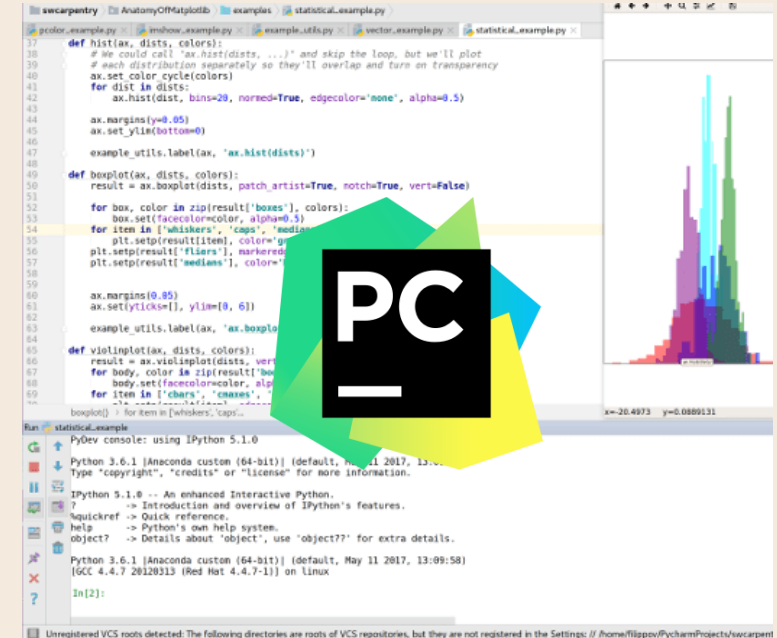 swcarpentry AnatomyOfMatplotlib examples statistical_example.py
pcolor_example.py × imshow_example.py × example_utils.py × vector_example.py × statistical_example.py ×
37 def hist(ax, dists, colors):
38 # We could call "ax.hist(dists, ...)" and skip the loop, but we'll plot
39 # each distribution separately so they'll overlap and turn on transparency
40 ax.set_color_cycle(colors)
41 for dist in dists:
42 ax.hist(dist, bins=20, normed=True, edgecolor='none', alpha=0.5)
43
44 ax.margins(y=0.05)
45 ax.set_ylim(bottom=0)
46
47 example_utils.label(ax, 'ax.hist(dists)')
48
49 def boxplot(ax, dists, colors):
50 result = ax.boxplot(dists, patch_artist=True, notch=True, vert=False)
51
52 for box, color in zip(result['boxes'], colors):
53 box.set(facecolor=color, alpha=0.5)
54 for item in ['whiskers', 'caps', 'medians
55 plt.setp(result[item], color='g
56 plt.setp(result['fliers'], markered
57 plt.setp(result['medians'], color='
58
59
60 ax.margins(0.05)
61 ax.set(yticks=[], ylim=[0, 6])
62
63 example_utils.label(ax, 'ax.boxplo
64
65 def violinplot(ax, dists, colors):
66 result = ax.violinplot(dists, vert
67 for body, color in zip(result['bo
68 body.set(facecolor=color, alp
69 for item in ['cbars', 'cmaxes', '
boxplot() for item in ['whiskers', 'caps'...
PC
x=-20.4973 y=0.0889131
Run statistical_example
PyDev console: using IPython 5.1.0
Python 3.6.1 |Anaconda custom (64-bit)| (default, 11 2017,
Type "copyright", "credits" or "license" for more information.
IPython 5.1.0 -- An enhanced Interactive Python.
? -> Introduction and overview of IPython's features.
%quickref -> Quick reference.
help -> Python's own help system.
object? -> Details about 'object', use 'object??' for extra details.
Python 3.6.1 |Anaconda custom (64-bit)| (default, May 11 2017, 13:09:58)
[GCC 4.4.7 20120313 (Red Hat 4.4.7-1)] on linux
In[2]:
Unregistered VCS roots detected: The following directories are roots of VCS repositories, but they are not registered in the Settings: // /home/filippov/PycharmProjects/swcarpent